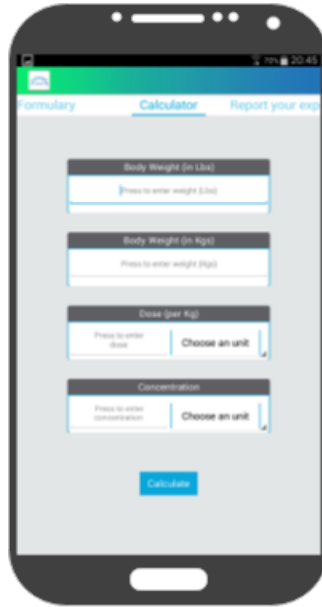 79% 20:45
Formulary Calculator Report your exp
Body Weight (in Lbs)
Press to enter weight (Lbs)
Body Weight (in Kgs)
Press to enter weight (Kgs)
Dose (per Kg)
Press to enter
dose
Choose an unit
Concentration
Press to enter
concentration
Choose an unit
Calculate